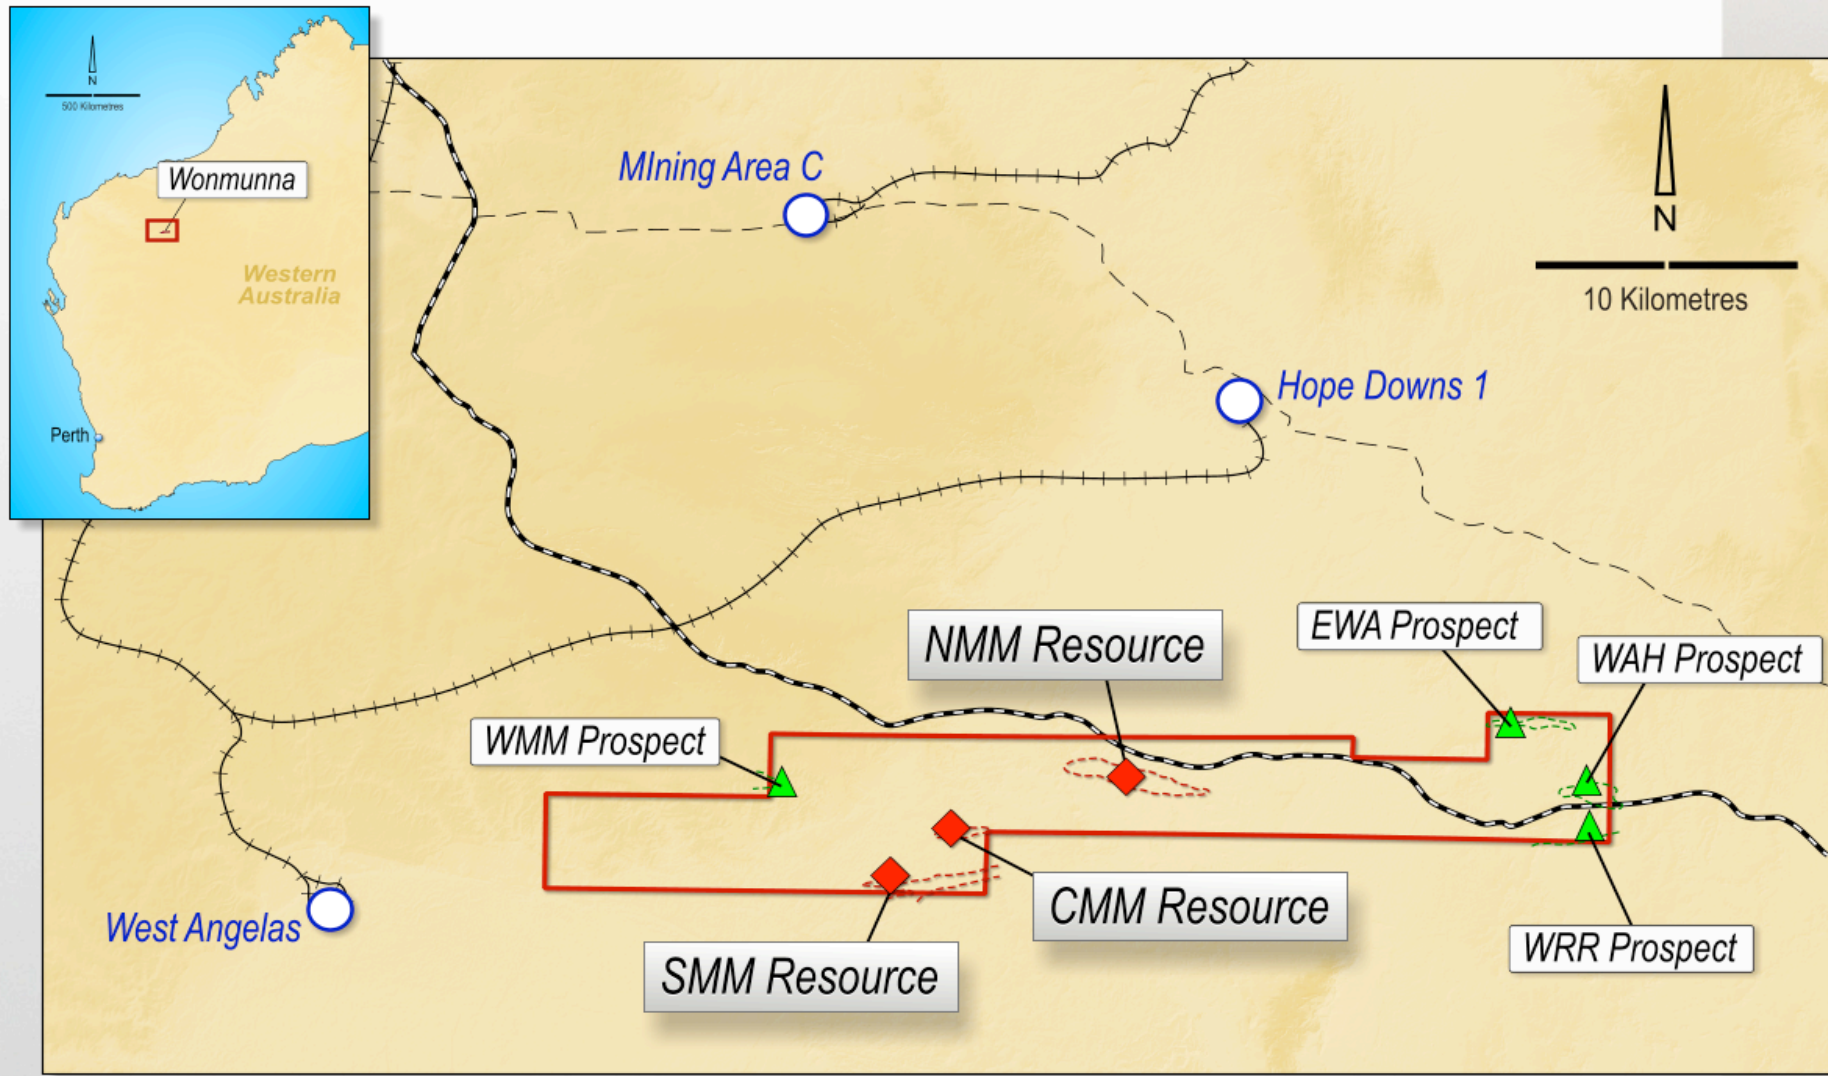 N
500 Kilometres
Wonmunna
Western
Australia
Perth
MIning Area C
N
10 Kilometres
Hope Downs 1
NMM Resource
EWA Prospect
WAH Prospect
WMM Prospect
CMM Resource
West Angelas
SMM Resource
WRR Prospect